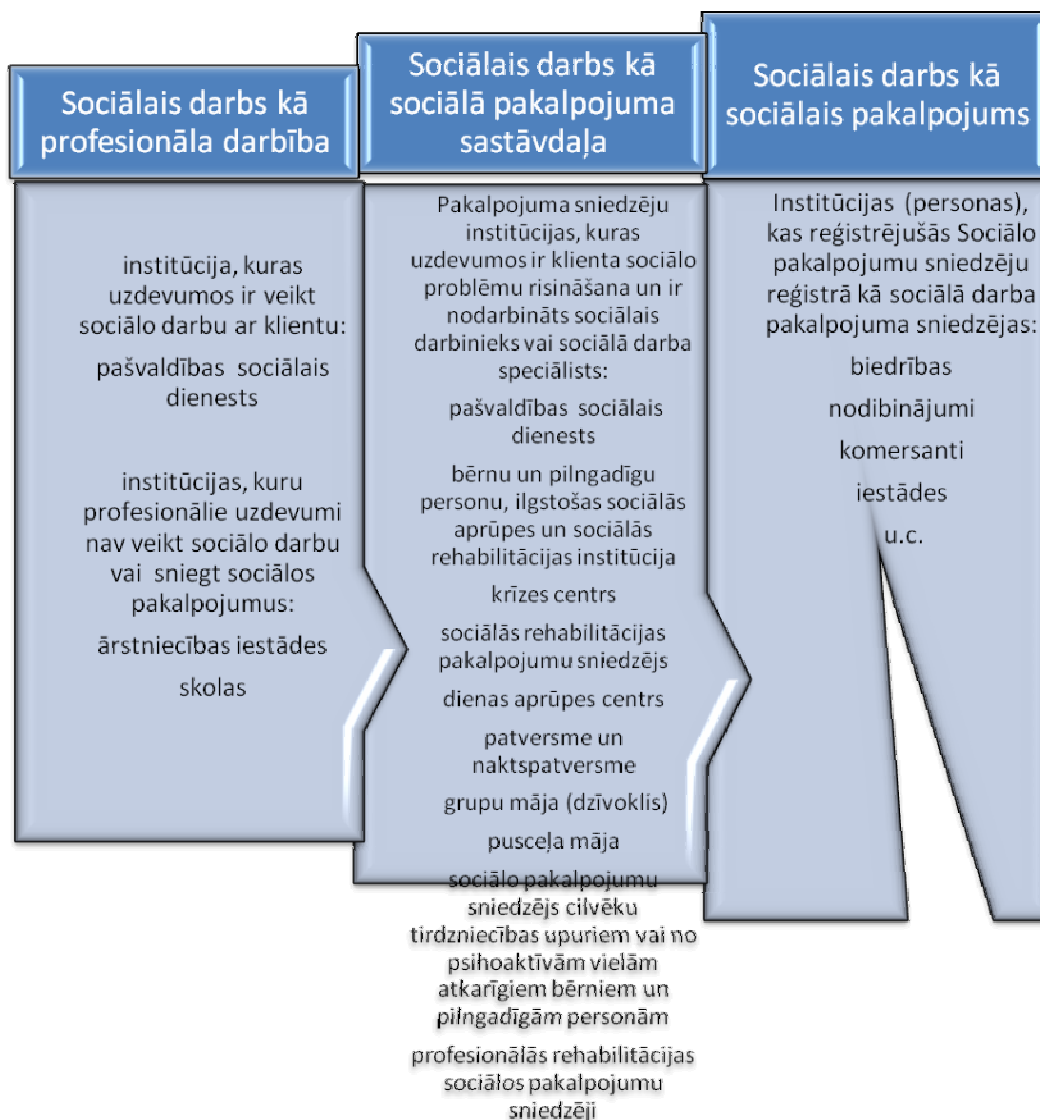 Sociālais darbs kā
profesionāla darbība
institūcija, kuras
uzdevumos ir veikt
sociālo darbu ar klientu:
pašvaldības sociālais
dienests
institūcijas, kuru
profesionālie uzdevumi
nav veikt sociālo darbu
vai sniegt sociālos
pakalpojumus:
ārstniecības iestādes
skolas
Sociālais darbs kā
sociālā pakalpojuma
sastāvdaļa
Pakalpojuma sniedzēju
institūcijas, kuras
uzdevumos ir klienta sociālo
problēmu risināšana un ir
nodarbināts sociālais
darbinieks vai sociālā darba
speciālists:
pašvaldības sociālais
dienests
bērnu un pilngadīgu
personu, ilgstošas sociālās
aprūpes un sociālās
rehabilitācijas institūcija
krīzes centrs
sociālās rehabilitācijas
pakalpojumu sniedzējs
dienas aprūpes centrs
patversme un
naktspatversme
grupu māja (dzīvoklis)
pusceļa māja
sociālo pakalpojumu
sniedzējs cilvēku
tirdzniecības upuriem vai no
psihoaktīvām vielām
atkarīgiem bērniem un
pilngadīgām personām
profesionālās rehabilitācijas
sociālos pakalpojumu
sniedzēji
Sociālais darbs kā
sociālais pakalpojums
Institūcijas (personas),
kas reģistrējušās Sociālo
pakalpojumu sniedzēju
reģistrā kā sociālā darba
pakalpojuma sniedzējas:
biedrības
nodibinājumi
komersanti
iestādes
u.c.